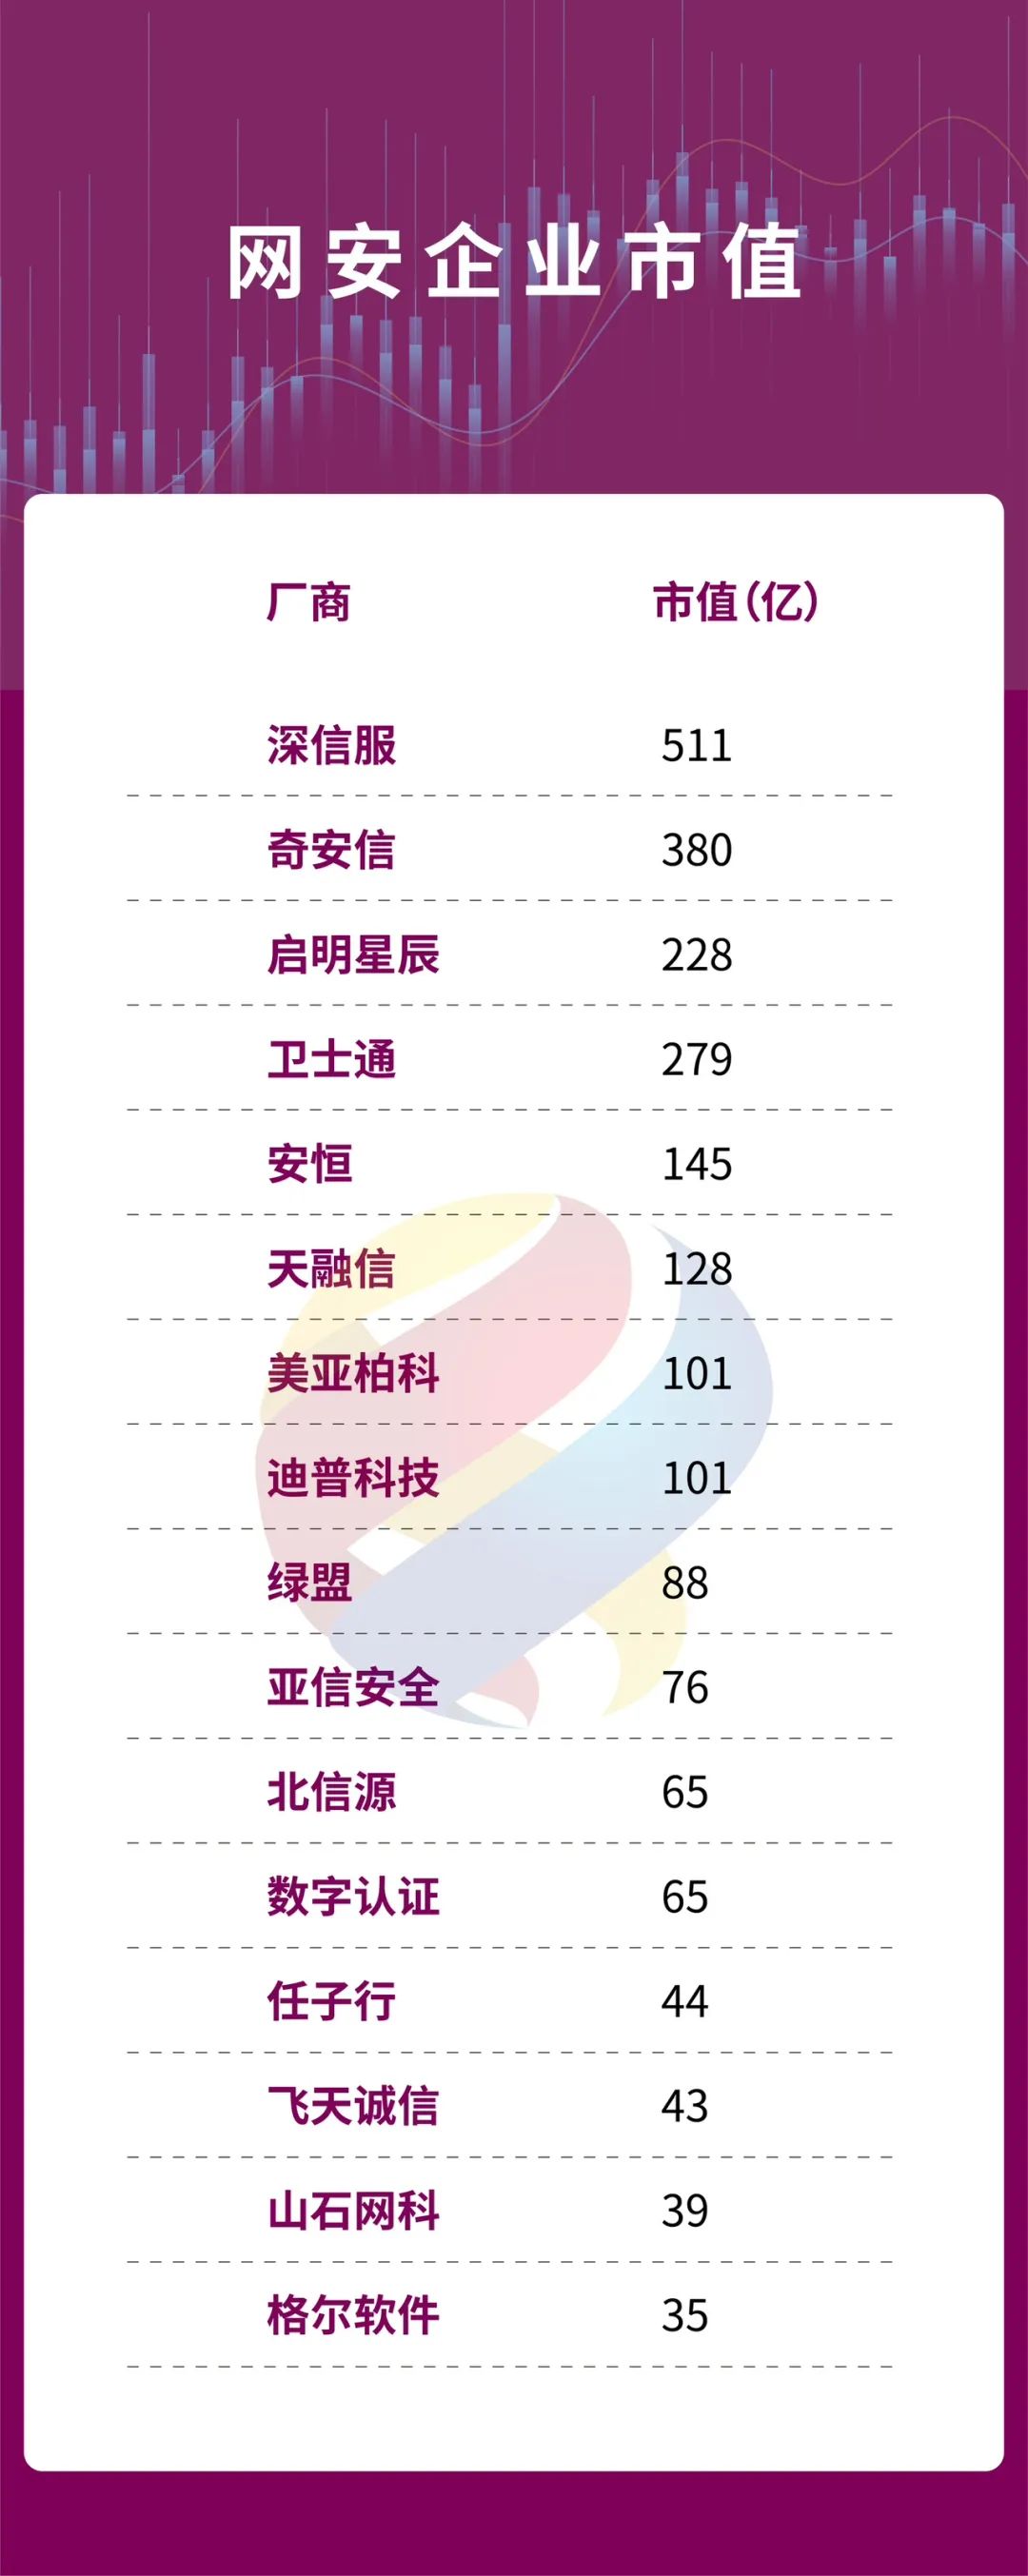 网安企业市值
厂商 市值(亿)
深信服 511
奇安信 380
启明星辰 228
卫士通 279
安恒 145
天融信 128
美亚柏科 101
迪普科技 101
绿盟 88
亚信安全 76
北信源 65
数字认证 65
任子行 44
飞天诚信 43
山石网科 39
格尔软件 35